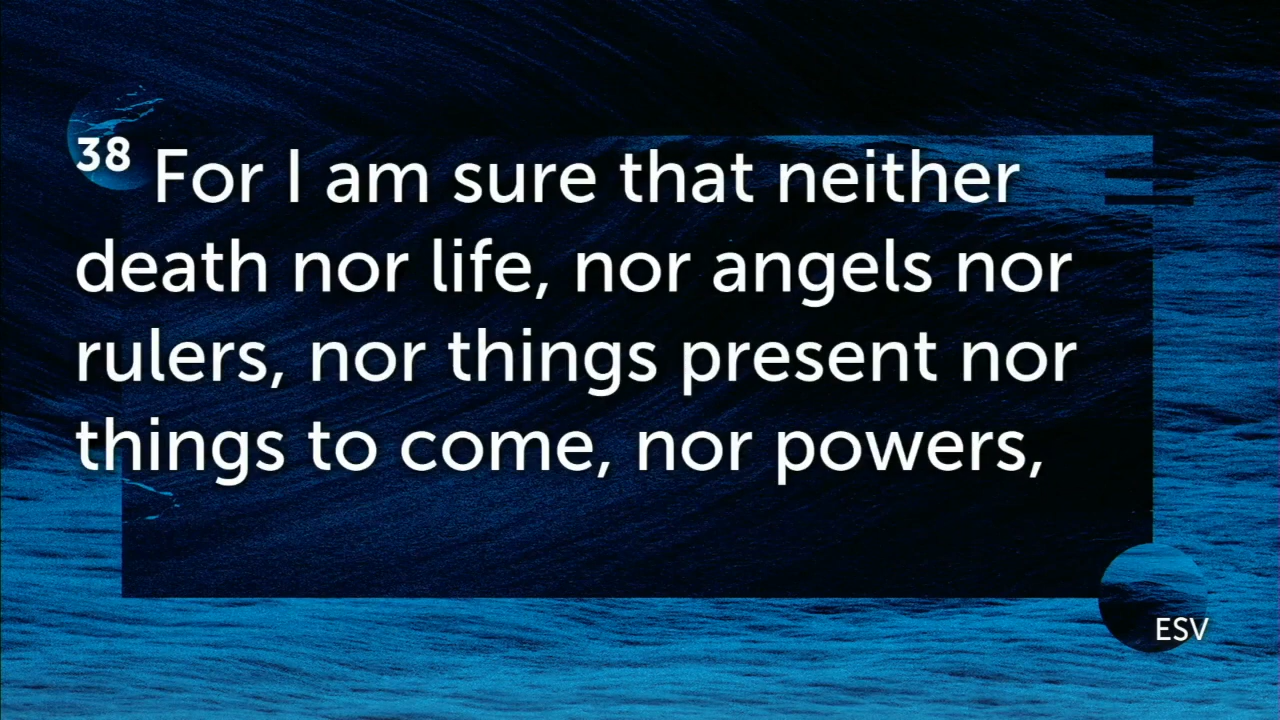 38 For I am sure that neither
death nor life, nor angels nor
rulers, nor things present nor
things to come, nor powers,
ESV